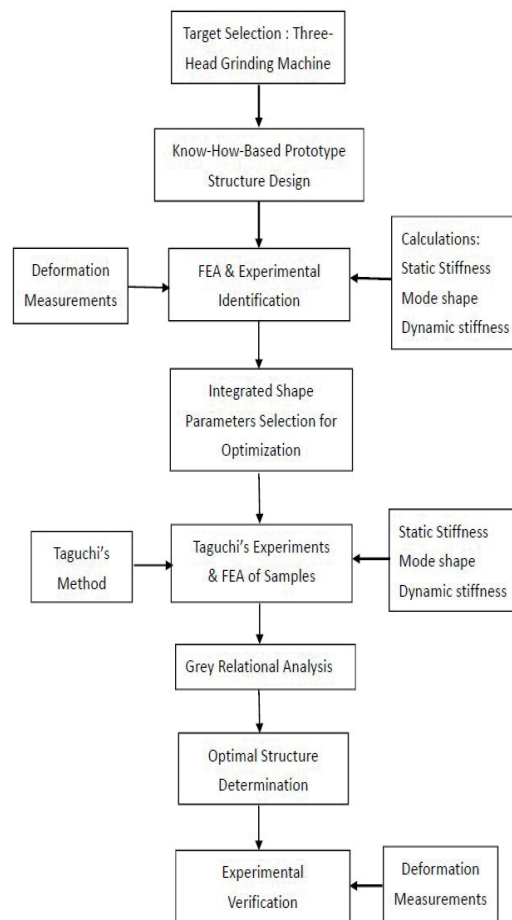 Target Selection : Three-
Head Grinding Machine
Know-How-Based Prototype
Structure Design
Deformation
Measurements
FEA & Experimental
Identification
Calculations:
Static Stiffness
Mode shape
Dynamic stiffness
Integrated Shape
Parameters Selection for
Optimization
Taguchi's
Method
Taguchi's Experiments
& FEA of Samples
Static Stiffness
Mode shape
Dynamic stiffness
Grey Relational Analysis
Optimal Structure
Determination
Experimental
Verification
Deformation
Measurements